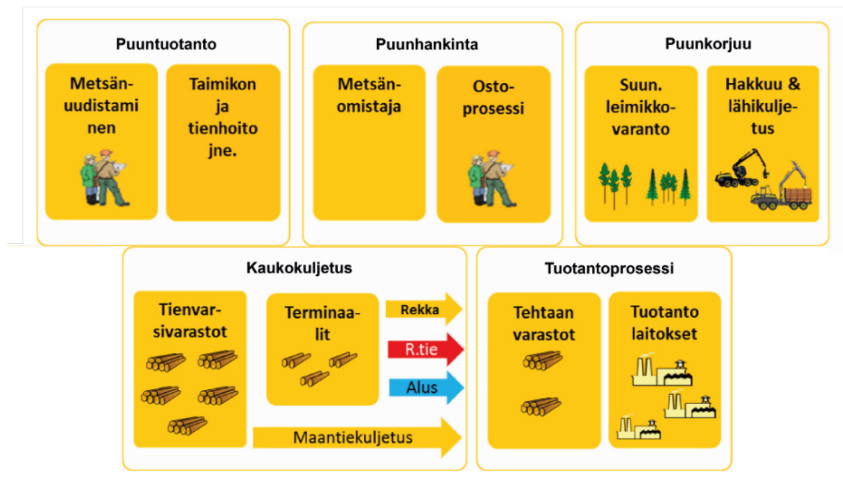 Puuntuotanto
Metsän-
uudistami
nen
Taimikon
ja
tienhoito
jne.
Puunhankinta
Metsän-
omistaja
Osto-
prosessi
Puunkorjuu
Suun.
leimikko-
varanto
Hakkuu &
lähikulje-
tus
Kaukokuljetus
Tienvar-
sivarastot
Terminaa-
lit
Rekka
R.tie
Alus
Maantiekuljetus
Tuotantoprosessi
Tehtaan
varastot
Tuotanto
laitokset